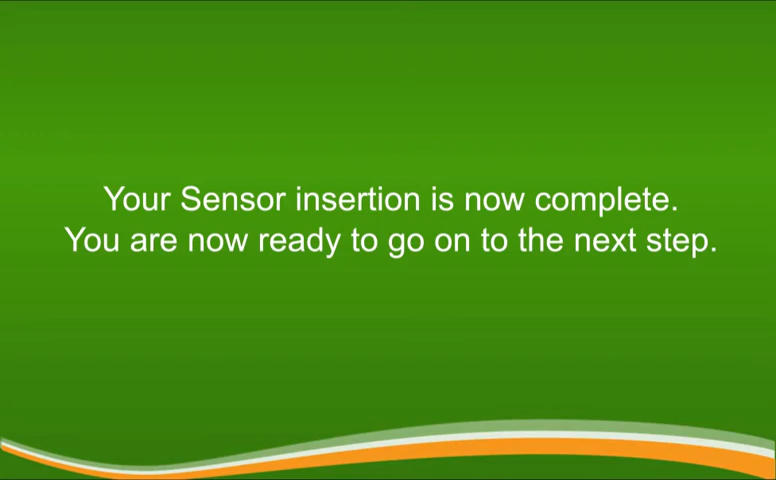 Your Sensor insertion is now complete.
You are now ready to go on to the next step.